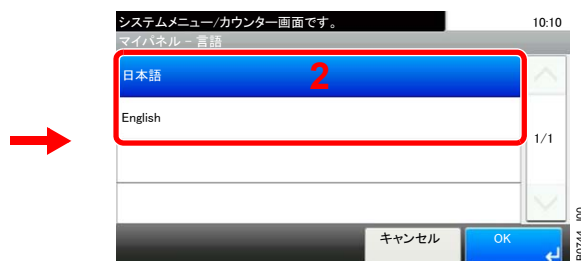 システムメニュー/カウンター画面です。 10:10
マイパネル - 言語
日本語 2
English
1/1
キャンセル OK
B0744_J00